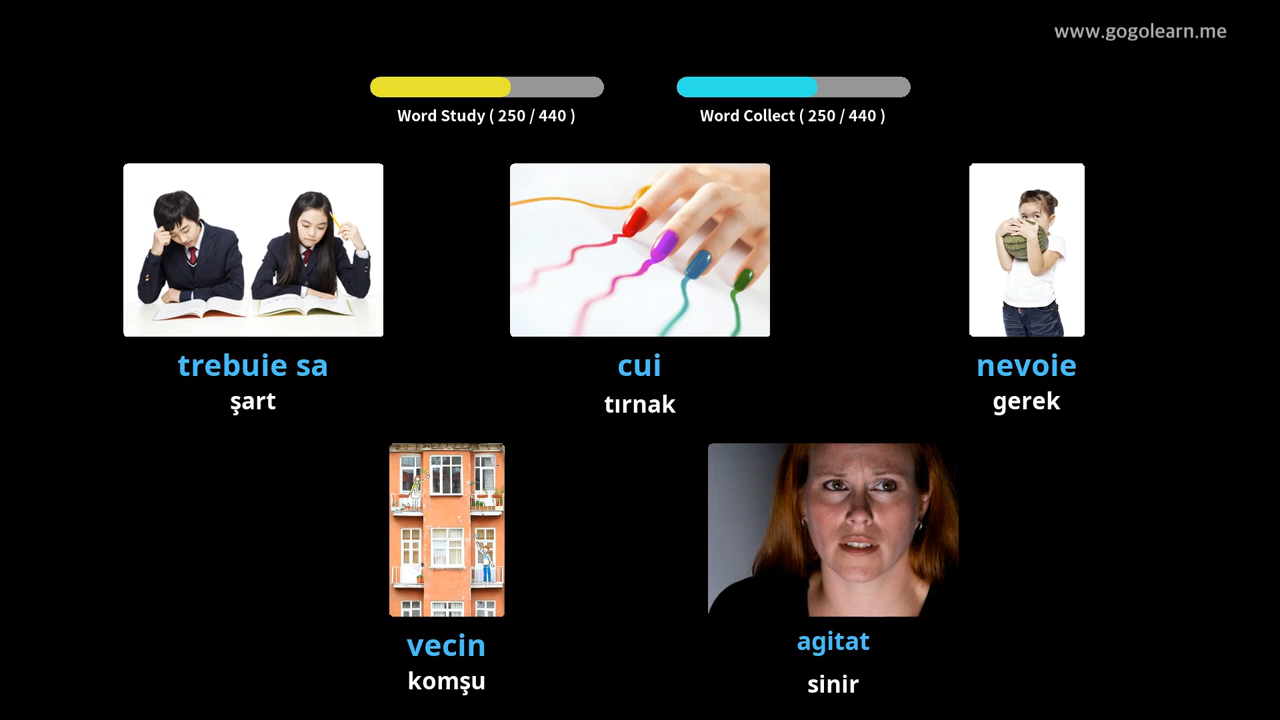 www.gogolearn.me
Word Study ( 250 / 440 )
Word Collect ( 250 / 440 )
trebuie sa
şart
cui
tırnak
nevoie
gerek
vecin
komşu
agitat
sinir